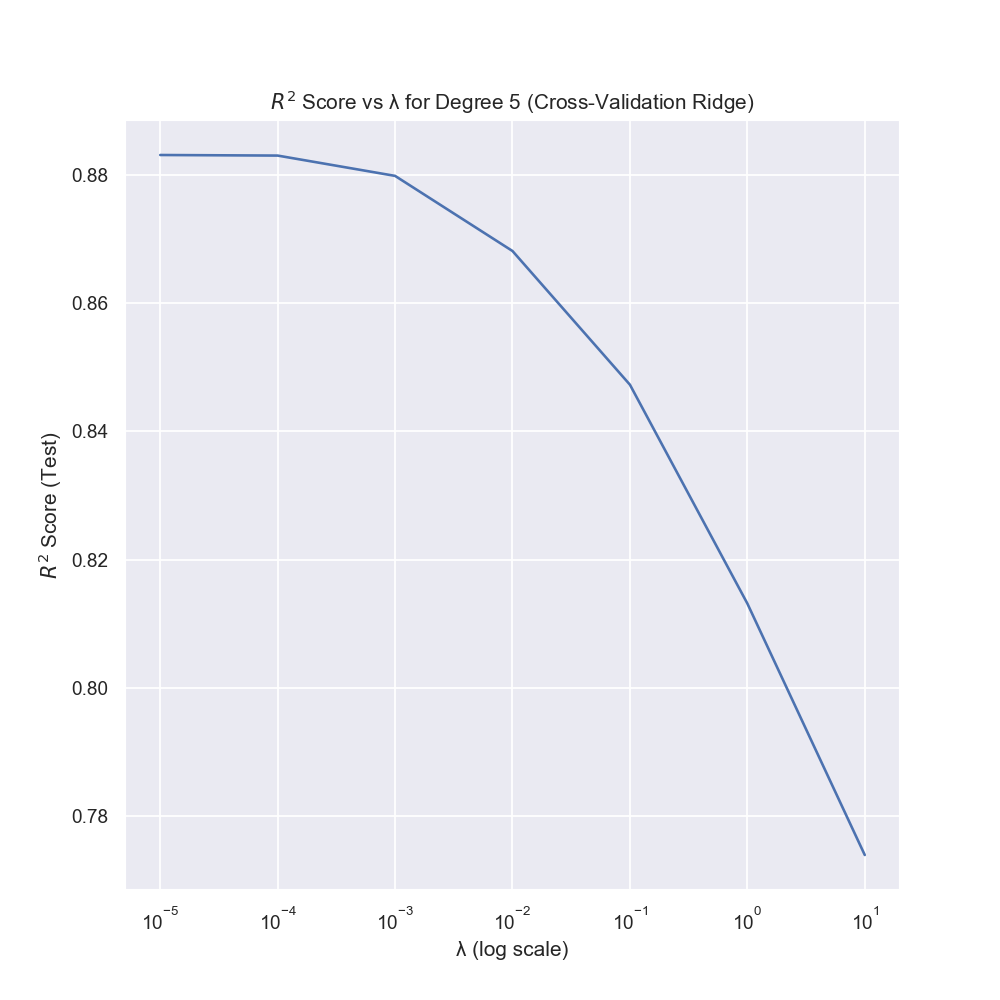 R² Score vs λ for Degree 5 (Cross-Validation Ridge)
R² Score (Test)
0.88
0.86
0.84
0.82
0.80
0.78
10⁻⁵ 10⁻⁴ 10⁻³ 10⁻² 10⁻¹ 10⁰ 10¹
λ (log scale)